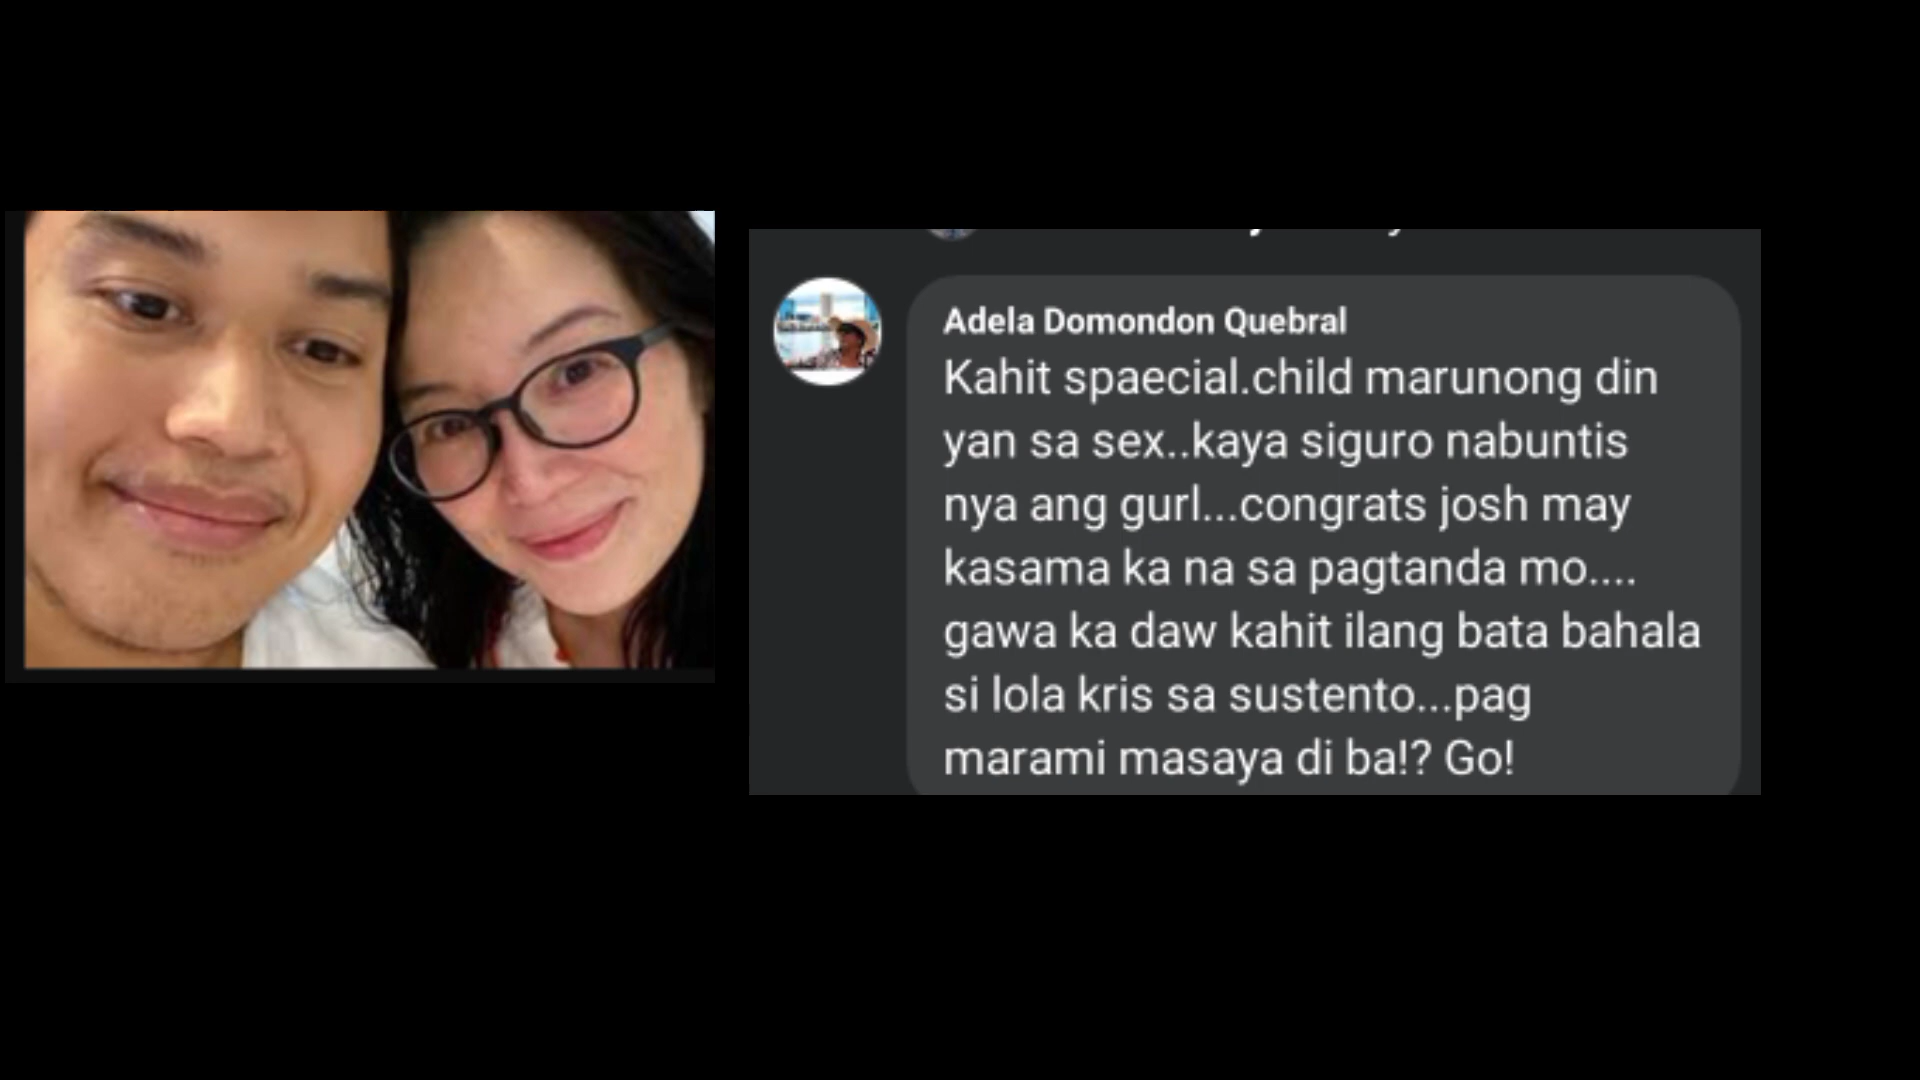 Adela Domondon Quebral
Kahit spaecial.child marunong din
yan sa sex..kaya siguro nabuntis
nya ang gurl...congrats josh may
kasama ka na sa pagtanda mo....
gawa ka daw kahit ilang bata bahala
si lola kris sa sustento...pag
marami masaya di ba!? Go!